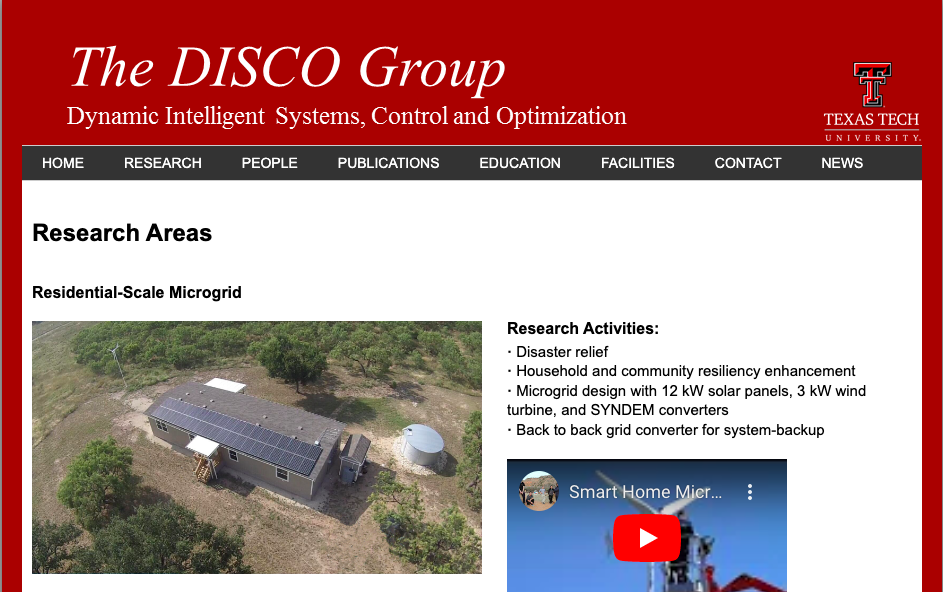 The DISCO Group
Dynamic Intelligent Systems, Control and Optimization
TEXAS TECH
UNIVERSITY.
HOME RESEARCH PEOPLE PUBLICATIONS EDUCATION FACILITIES CONTACT NEWS
Research Areas
Residential-Scale Microgrid
Research Activities:
· Disaster relief
· Household and community resiliency enhancement
· Microgrid design with 12 kW solar panels, 3 kW wind
turbine, and SYNDEM converters
· Back to back grid converter for system-backup
Smart Home Micr...